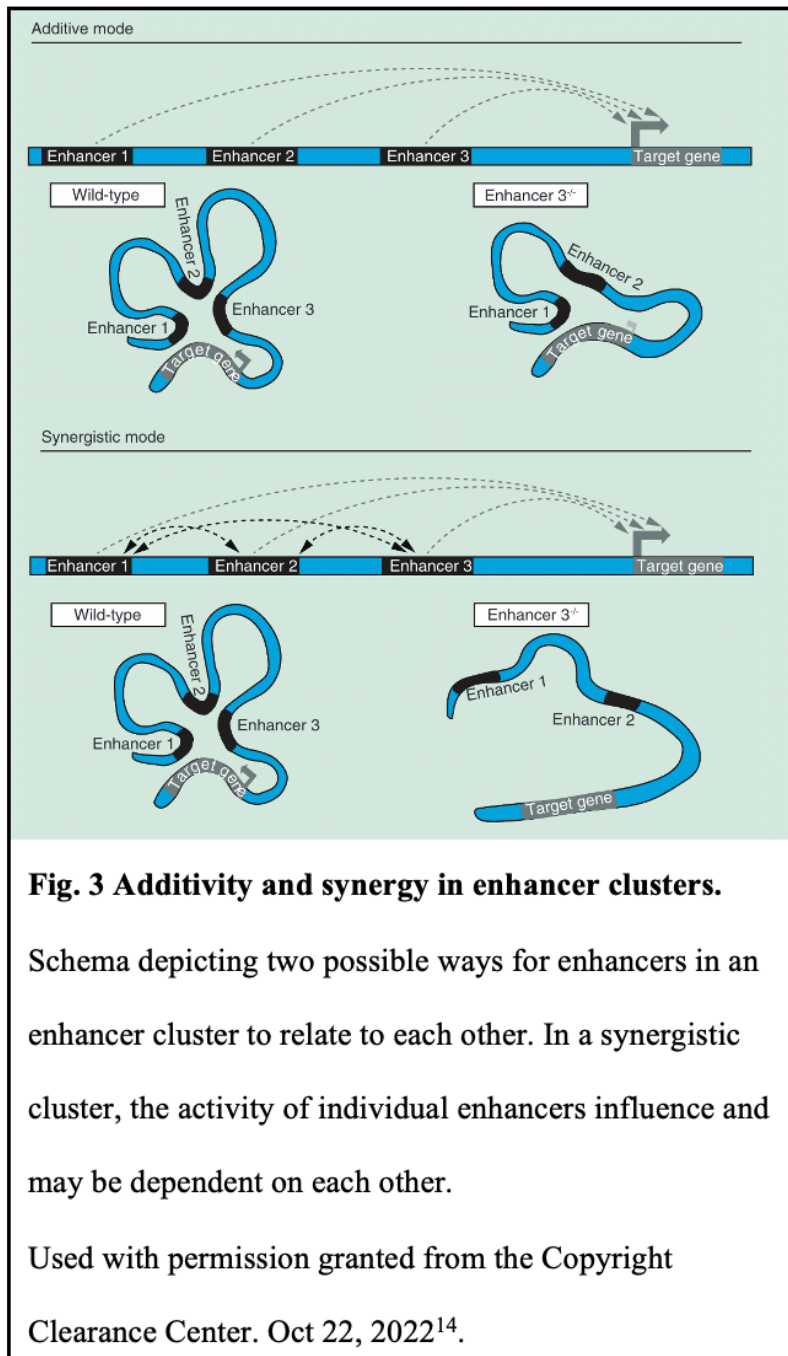 Additive mode
Enhancer 1 Enhancer 2 Enhancer 3 Target gene
Wild-type Enhancer 3-/-
Enhancer 2
Enhancer 1
Enhancer 3
Target gene
Enhancer 2
Enhancer 1
Target gene
Synergistic mode
Enhancer 1 Enhancer 2 Enhancer 3 Target gene
Wild-type Enhancer 3-/-
Enhancer 2
Enhancer 1
Enhancer 3
Target gene
Enhancer 1
Enhancer 2
Target gene
Fig. 3 Additivity and synergy in enhancer clusters.
Schema depicting two possible ways for enhancers in an
enhancer cluster to relate to each other. In a synergistic
cluster, the activity of individual enhancers influence and
may be dependent on each other.
Used with permission granted from the Copyright
Clearance Center. Oct 22, 2022¹⁴.